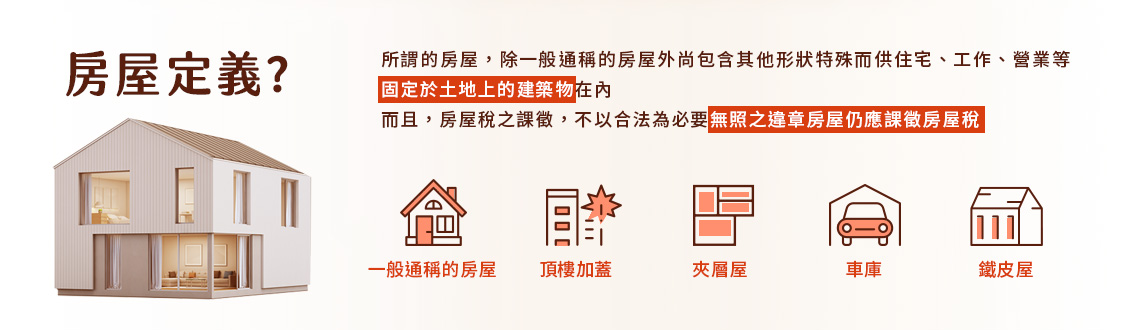 房屋定義?
所謂的房屋，除一般通稱的房屋外尚包含其他形狀特殊而供住宅、工作、營業等
固定於土地上的建築物在內
而且，房屋稅之課徵，不以合法為必要無照之違章房屋仍應課徵房屋稅
一般通稱的房屋
頂樓加蓋
夾層屋
車庫
鐵皮屋